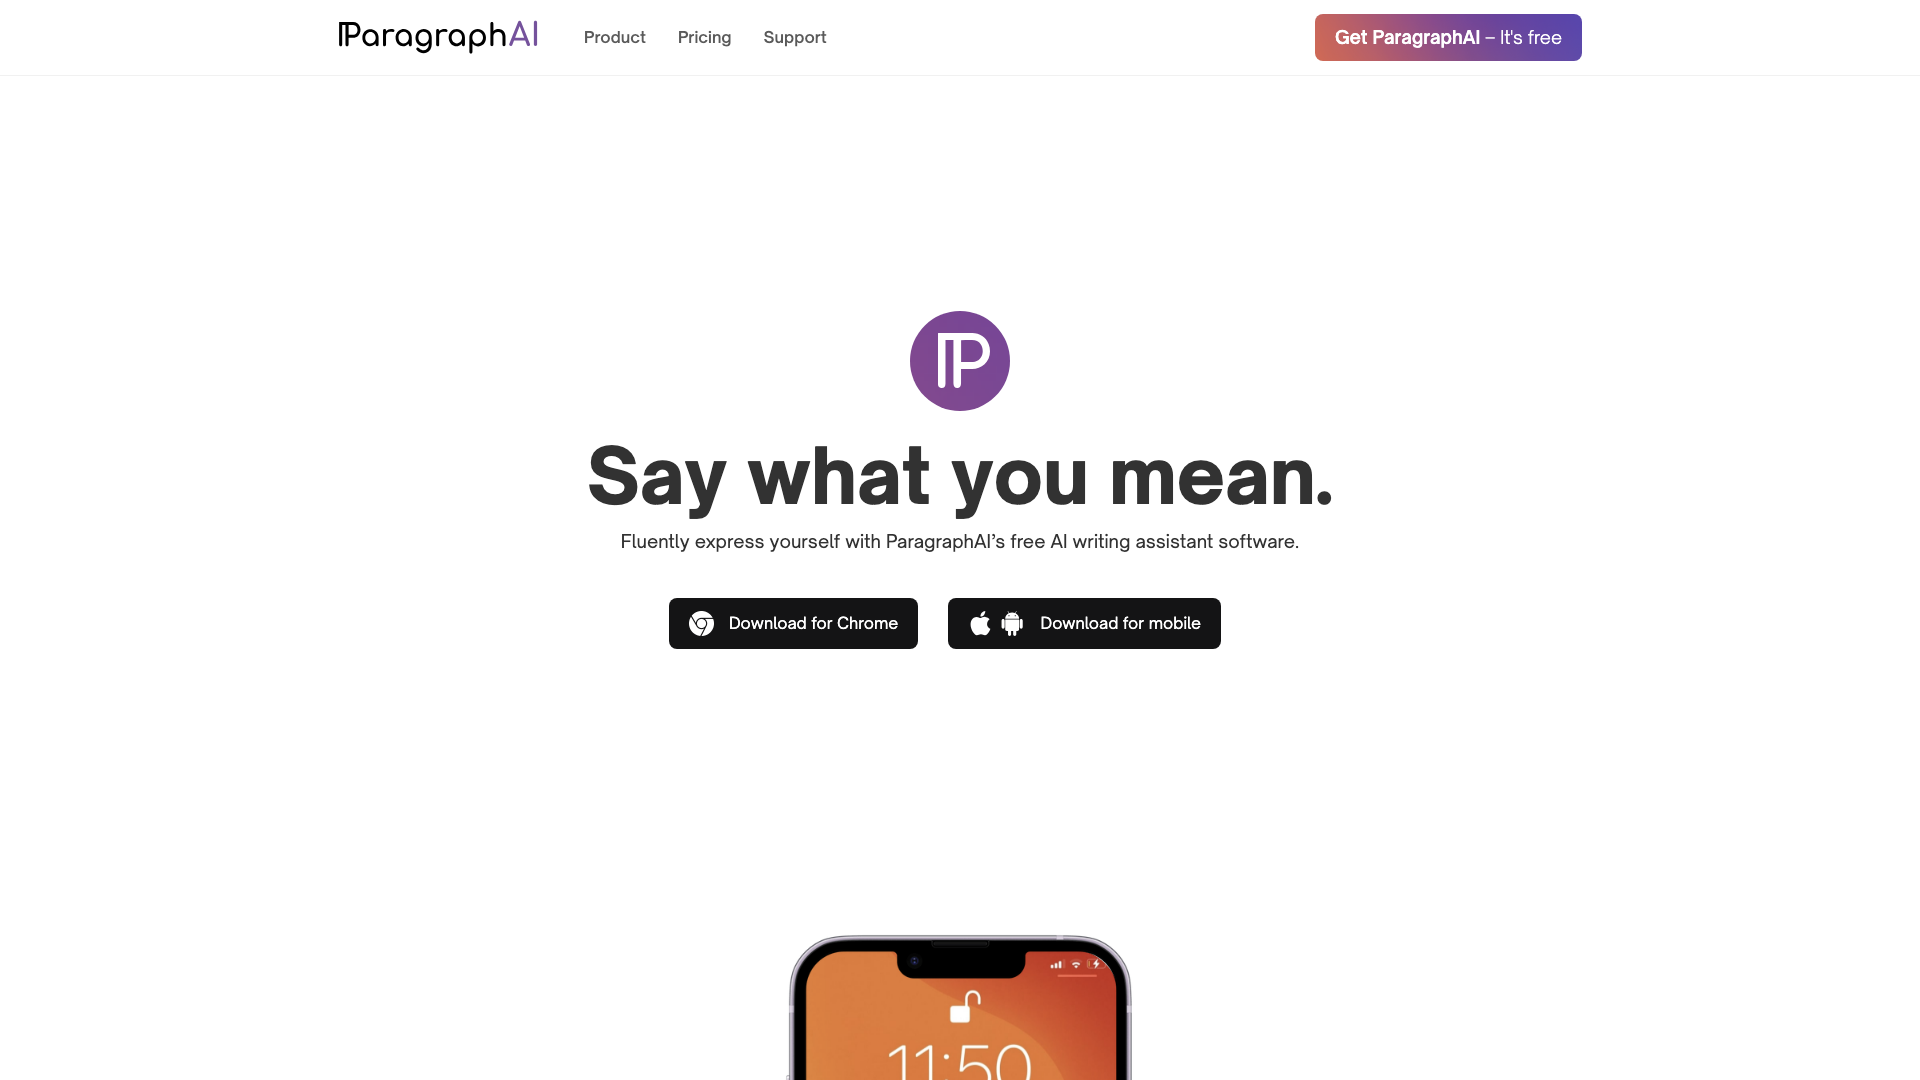 ParagraphAI
Product
Pricing
Support
Get ParagraphAI – It's free
P
Say what you mean.
Fluently express yourself with ParagraphAI’s free AI writing assistant software.
Download for Chrome
Download for mobile
11:50